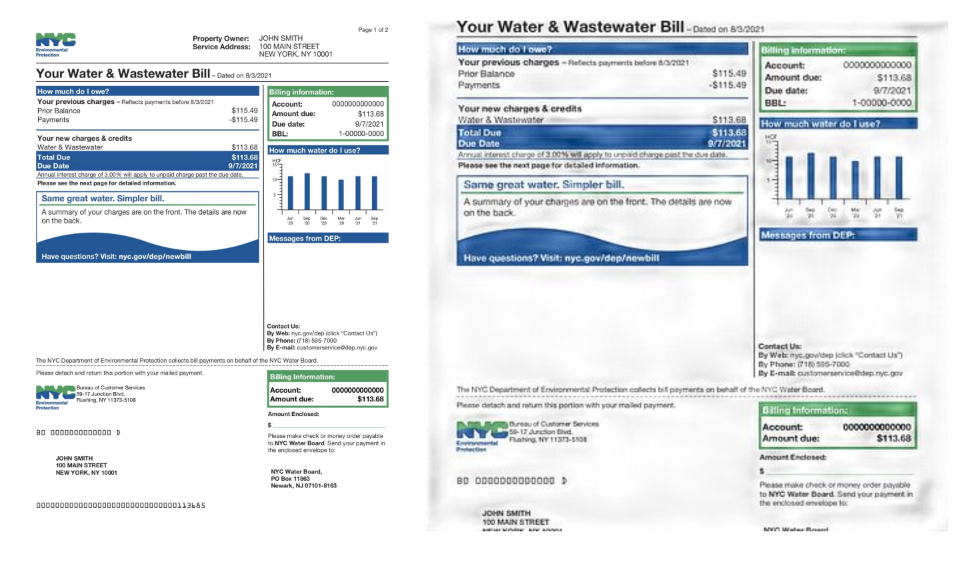 Page 1 of 2
NYC
Environmental
Protection
Property Owner: JOHN SMITH
Service Address: 100 MAIN STREET
NEW YORK, NY 10001
Your Water & Wastewater Bill – Dated on 8/3/2021
How much do I owe?
Your previous charges – Reflects payments before 8/3/2021
Prior Balance $115.49
Payments -$115.49
Your new charges & credits
Water & Wastewater $113.68
Total Due $113.68
Due Date 9/7/2021
Annual interest charge of 3.00% will apply to unpaid charge past the due date.
Please see the next page for detailed information.
Same great water. Simpler bill.
A summary of your charges are on the front. The details are now
on the back.
Have questions? Visit: nyc.gov/dep/newbill
Billing information:
Account: 0000000000000
Amount due: $113.68
Due date: 9/7/2021
BBL: 1-00000-0000
How much water do I use?
HCF
15
10
5
Jun Sep Dec Mar Jun Sep
'20 '20 '20 '21 '21 '21
Messages from DEP:
Contact Us:
By Web: nyc.gov/dep (click "Contact Us")
By Phone: (718) 595-7000
By E-mail: customerservice@dep.nyc.gov
The NYC Department of Environmental Protection collects bill payments on behalf of the NYC Water Board.
Please detach and return this portion with your mailed payment.
NYC
Environmental
Protection
Bureau of Customer Services
59-17 Junction Blvd.
Flushing, NY 11373-5108
Billing Information:
Account: 0000000000000
Amount due: $113.68
Amount Enclosed:
$
Please make check or money order payable
to NYC Water Board. Send your payment in
the enclosed envelope to:
BD 0000000000000 D
JOHN SMITH
100 MAIN STREET
NEW YORK, NY 10001
NYC Water Board,
PO Box 11863
Newark, NJ 07101-8163
Your Water & Wastewater Bill – Dated on 8/3/2021
How much do I owe?
Your previous charges – Reflects payments before 8/3/2021
Prior Balance $115.49
Payments -$115.49
Your new charges & credits
Water & Wastewater $113.68
Total Due $113.68
Due Date 9/7/2021
Annual interest charge of 3.00% will apply to unpaid charge past the due date.
Please see the next page for detailed information.
Same great water. Simpler bill.
A summary of your charges are on the front. The details are now
on the back.
Have questions? Visit: nyc.gov/dep/newbill
Billing information:
Account: 0000000000000
Amount due: $113.68
Due date: 9/7/2021
BBL: 1-00000-0000
How much water do I use?
HCF
15
10
5
Jun Sep Dec Mar Jun Sep
'20 '20 '20 '21 '21 '21
Messages from DEP:
Contact Us:
By Web: nyc.gov/dep (click "Contact Us")
By Phone: (718) 595-7000
By E-mail: customerservice@dep.nyc.gov
The NYC Department of Environmental Protection collects bill payments on behalf of the NYC Water Board.
Please detach and return this portion with your mailed payment.
NYC
Environmental
Protection
Bureau of Customer Services
59-17 Junction Blvd.
Flushing, NY 11373-5108
Billing Information:
Account: 0000000000000
Amount due: $113.68
Amount Enclosed:
$
Please make check or money order payable
to NYC Water Board. Send your payment in
the enclosed envelope to:
BD 0000000000000 D
JOHN SMITH
100 MAIN STREET
NEW YORK, NY 10001
NYC Water Board